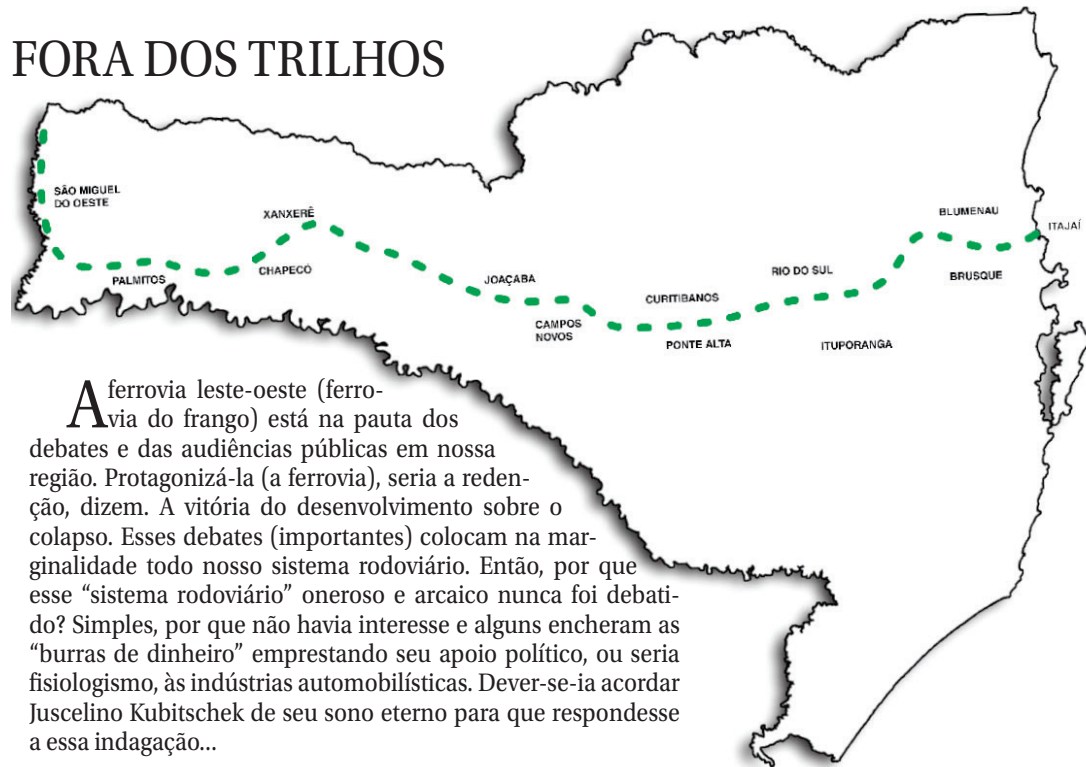 FORA DOS TRILHOS
SÃO MIGUEL
DO OESTE
XANXERÊ
PALMITOS
CHAPECÓ
JOAÇABA
CAMPOS
NOVOS
CURITIBANOS
PONTE ALTA
RIO DO SUL
ITUPORANGA
BLUMENAU
BRUSQUE
ITAJAÍ
A ferrovia leste-oeste (ferro-
via do frango) está na pauta dos
debates e das audiências públicas em nossa
região. Protagonizá-la (a ferrovia), seria a reden-
ção, dizem. A vitória do desenvolvimento sobre o
colapso. Esses debates (importantes) colocam na mar-
ginalidade todo nosso sistema rodoviário. Então, por que
esse “sistema rodoviário” oneroso e arcaico nunca foi debati-
do? Simples, por que não havia interesse e alguns encheram as
“burras de dinheiro” emprestando seu apoio político, ou seria
fisiologismo, às indústrias automobilísticas. Dever-se-ia acordar
Juscelino Kubitschek de seu sono eterno para que respondesse
a essa indagação...